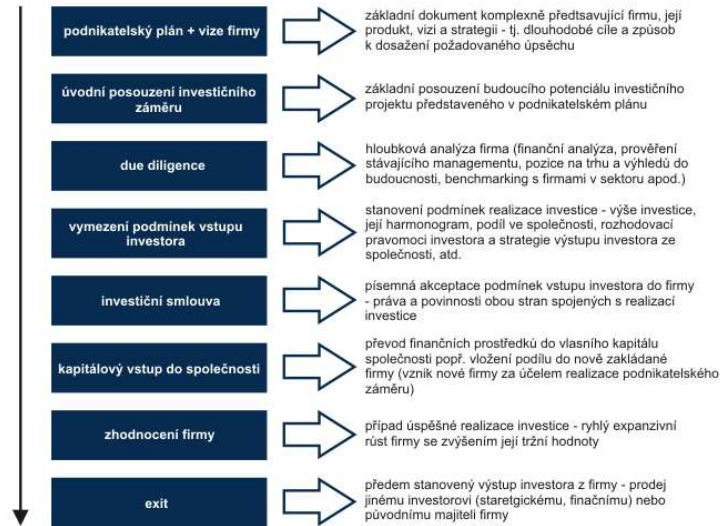 podnikatelský plán + vize firmy
základní dokument komplexně předtsavující firmu, její
produkt, vizi a strategii - tj. dlouhodobé cíle a způsob
k dosažení požadovaného úpsěchu
úvodní posouzení investičního
záměru
základní posouzení budoucího potenciálu investičního
projektu představeného v podnikatelském plánu
due diligence
hloubková analýza firma (finanční analýza, prověření
stávajícího managementu, pozice na trhu a výhledů do
budoucnosti, benchmarking s firmami v sektoru apod.)
vymezení podmínek vstupu
investora
stanovení podmínek realizace investice - výše investice,
její harmonogram, podíl ve společnosti, rozhodovací
pravomoci investora a strategie výstupu investora ze
společnosti, atd.
investiční smlouva
písemná akceptace podmínek vstupu investora do firmy
- práva a povinnosti obou stran spojených s realizací
investice
kapitálový vstup do společnosti
převod finančních prostředků do vlasního kapitálu
společnosti popř. vložení podílu do nově zakládané
firmy (vznik nové firmy za účelem realizace podnikatelského
záměru)
zhodnocení firmy
případ úspěšné realizace investice - ryhlý expanzivní
růst firmy se zvýšením její tržní hodnoty
exit
předem stanovený výstup investora z firmy - prodej
jinému investorovi (staretgickému, finačnímu) nebo
původnímu majiteli firmy